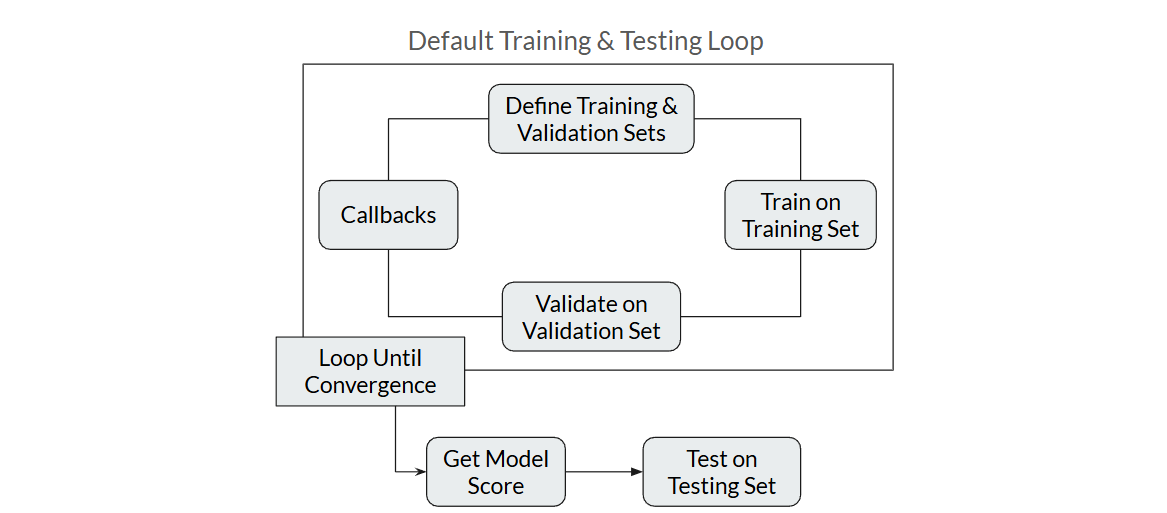 Default Training & Testing Loop
Define Training &
Validation Sets
Callbacks
Train on
Training Set
Validate on
Validation Set
Loop Until
Convergence
Get Model
Score
Test on
Testing Set